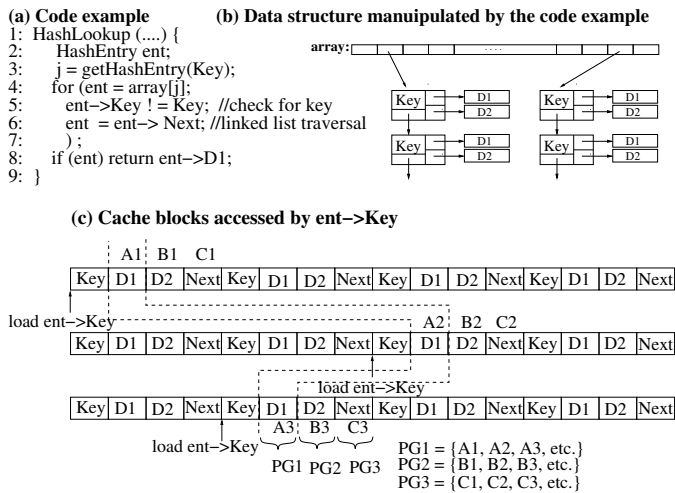 (a) Code example
1: HashLookup (....) {
2: HashEntry ent;
3: j = getHashEntry(Key);
4: for (ent = array[j];
5: ent->Key ! = Key; //check for key
6: ent = ent-> Next; //linked list traversal
7: ) ;
8: if (ent) return ent->D1;
9: }
(b) Data structure manuipulated by the code example
array: ....
Key D1 D2 Key D1 D2
Key D1 D2 Key D1 D2
(c) Cache blocks accessed by ent->Key
A1 B1 C1
Key D1 D2 Next Key D1 D2 Next Key D1 D2 Next Key D1 D2 Next
load ent->Key
A2 B2 C2
Key D1 D2 Next Key D1 D2 Next Key D1 D2 Next Key D1 D2 Next
load ent->Key
Key D1 D2 Next Key D1 D2 Next Key D1 D2 Next Key D1 D2 Next
A3 B3 C3
load ent->Key
PG1 PG2 PG3
PG1 = {A1, A2, A3, etc.}
PG2 = {B1, B2, B3, etc.}
PG3 = {C1, C2, C3, etc.}